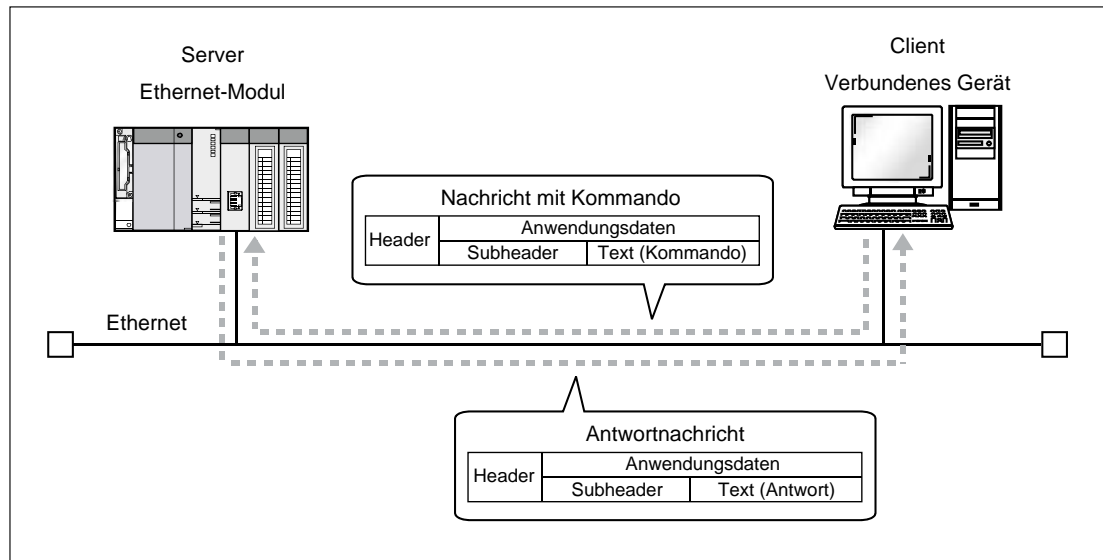 Server
Ethernet-Modul
Client
Verbundenes Gerät
Nachricht mit Kommando
Header
Anwendungsdaten
Subheader
Text (Kommando)
Ethernet
Antwortnachricht
Header
Anwendungsdaten
Subheader
Text (Antwort)